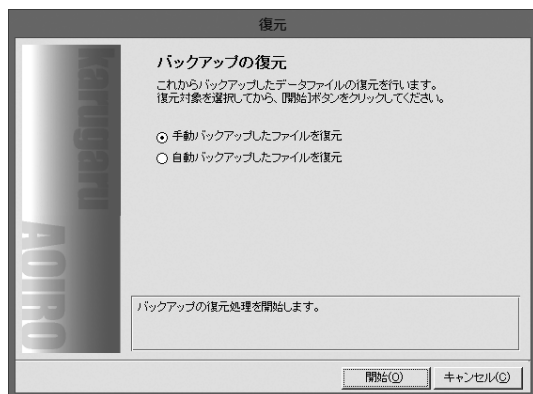 復元
Karugaru
AOIRO
バックアップの復元
これからバックアップしたデータファイルの復元を行います。
復元対象を選択してから、[開始]ボタンをクリックしてください。
手動バックアップしたファイルを復元
自動バックアップしたファイルを復元
バックアップの復元処理を開始します。
開始(O)
キャンセル(C)